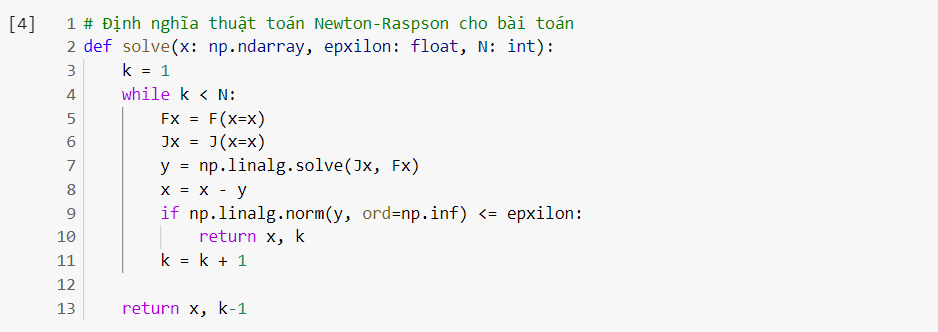 [4] 1 # Định nghĩa thuật toán Newton-Raspson cho bài toán
2 def solve(x: np.ndarray, epxilon: float, N: int):
3     k = 1
4     while k < N:
5         Fx = F(x=x)
6         Jx = J(x=x)
7         y = np.linalg.solve(Jx, Fx)
8         x = x - y
9         if np.linalg.norm(y, ord=np.inf) <= epxilon:
10             return x, k
11         k = k + 1
12
13     return x, k-1